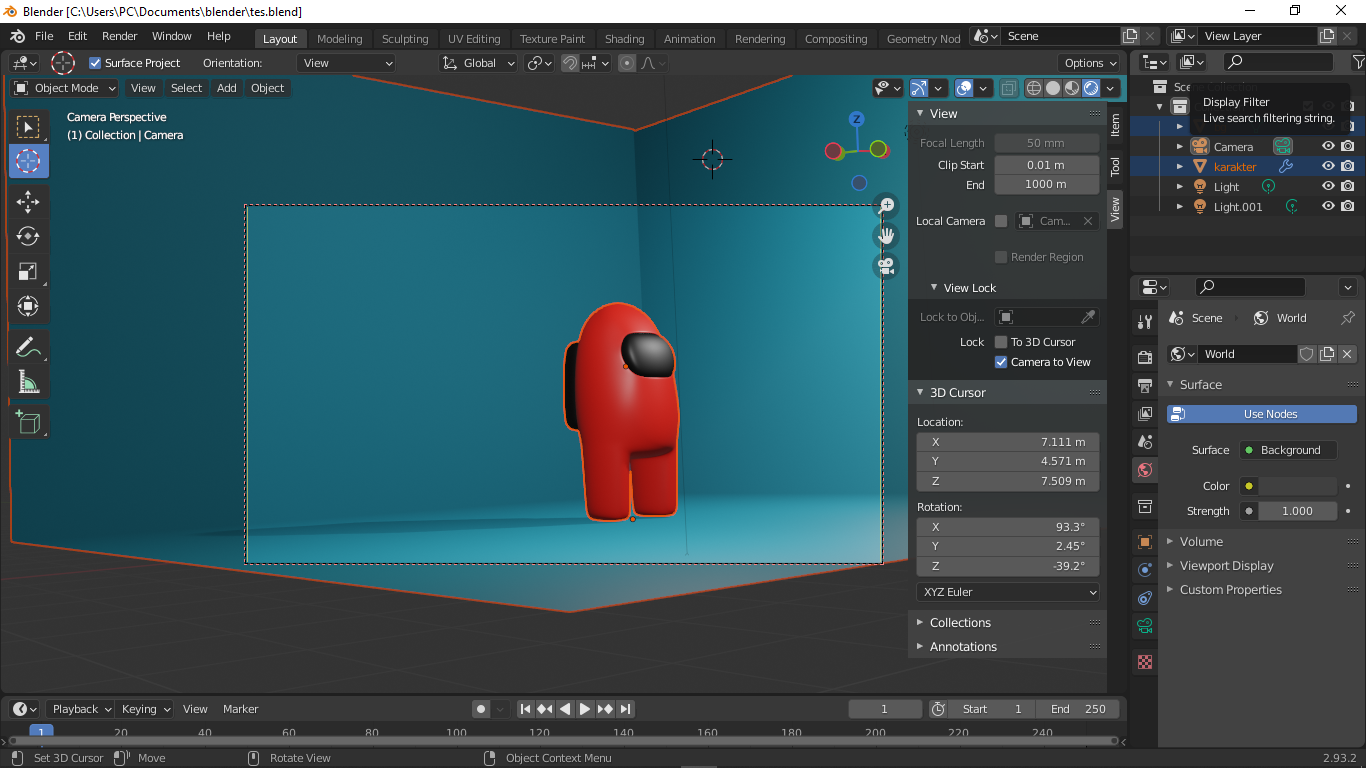 Blender [C:\Users\PC\Documents\blender\tes.blend]
File Edit Render Window Help
Layout Modeling Sculpting UV Editing Texture Paint Shading Animation Rendering Compositing Geometry Nod
Scene
View Layer
Surface Project Orientation: View
Global
Options
Object Mode View Select Add Object
Camera Perspective
(1) Collection | Camera
Z
View
Focal Length 50 mm
Clip Start 0.01 m
End 1000 m
Local Camera Cam...
Render Region
View Lock
Lock to Obj...
Lock To 3D Cursor
Camera to View
3D Cursor
Location:
X 7.111 m
Y 4.571 m
Z 7.509 m
Rotation:
X 93.3°
Y 2.45°
Z -39.2°
XYZ Euler
Collections
Annotations
Item
Tool
View
Display Filter
Live search filtering string.
Camera
karakter
Light
Light.001
Scene World
World
Surface
Use Nodes
Surface Background
Color
Strength 1.000
Volume
Viewport Display
Custom Properties
Playback Keying View Marker
1
Start 1
End 250
1 20 40 60 80 100 120 140 160 180 200 220 240
Set 3D Cursor Move Rotate View Object Context Menu
2.93.2